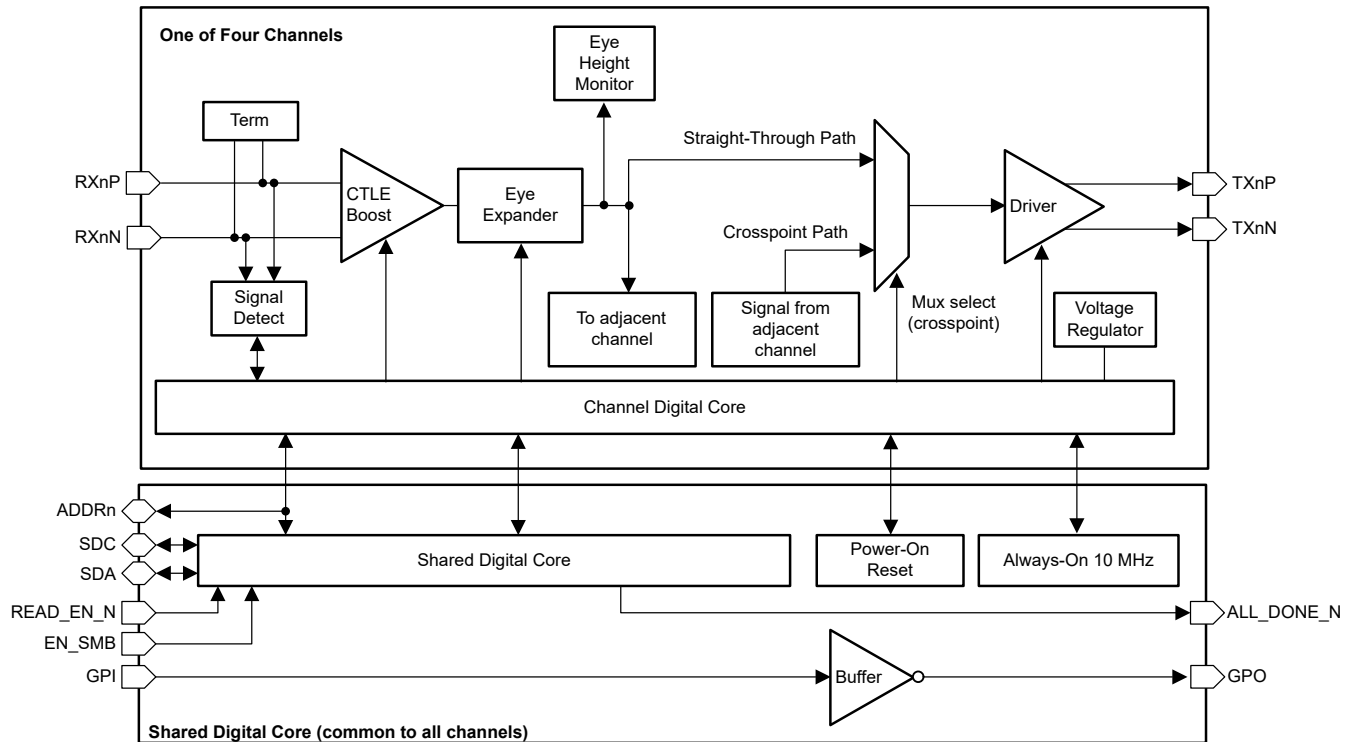 One of Four Channels
Eye
Height
Monitor
Term
Straight-Through Path
RXnP
CTLE
Boost
Eye
Expander
Driver
TXnP
RXnN
Crosspoint Path
TXnN
Signal
Detect
To adjacent
channel
Signal from
adjacent
channel
Mux select
(crosspoint)
Voltage
Regulator
Channel Digital Core
ADDRn
SDC
SDA
Shared Digital Core
Power-On
Reset
Always-On 10 MHz
READ_EN_N
ALL_DONE_N
EN_SMB
GPI
Buffer
GPO
Shared Digital Core (common to all channels)